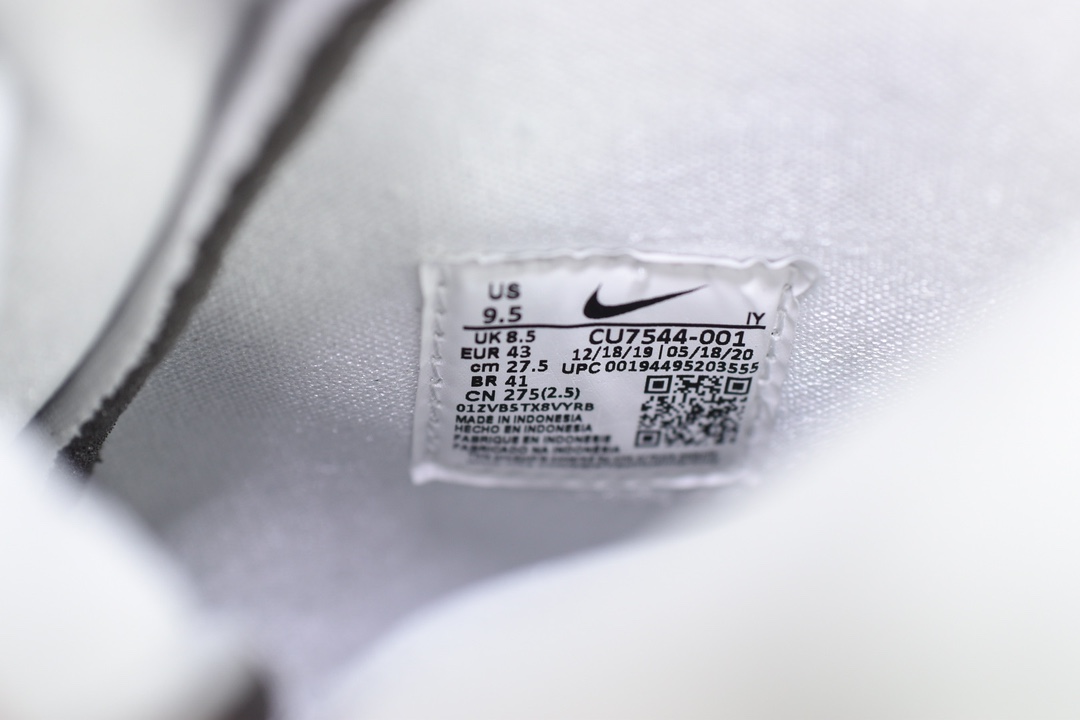 US
9.5
IY
UK 8.5
CU7544-001
EUR 43
12/18/19 | 05/18/20
cm 27.5
UPC 00194495203555
BR 41
CN 275(2.5)
01ZVB5TX8VYRB
MADE IN INDONESIA
HECHO EN INDONESIA
FABRIQUE EN INDONESIE
FABRICADO NA INDONESIA